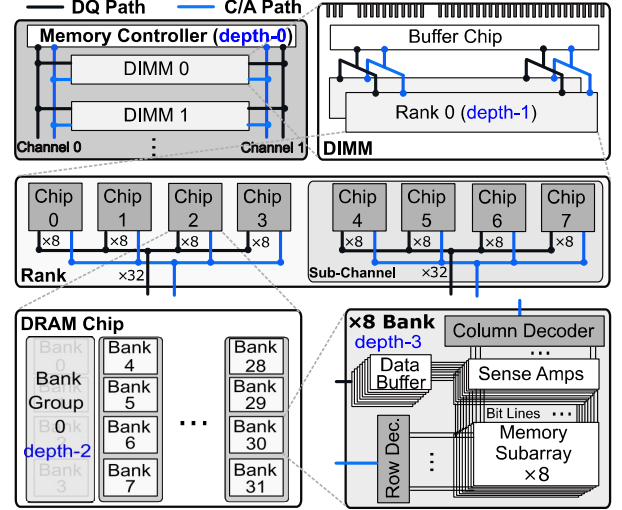 DQ Path C/A Path
Memory Controller (depth-0)
DIMM 0
DIMM 1
Channel 0
⋮
Channel 1
Buffer Chip
Rank 0 (depth-1)
DIMM
Chip 0
Chip 1
Chip 2
Chip 3
Chip 4
Chip 5
Chip 6
Chip 7
×8 ×8 ×8 ×8 ×8 ×8 ×8 ×8
Rank
×32
Sub-Channel
×32
DRAM Chip
Bank 0
Bank Group 0
depth-2
Bank 3
Bank 4
Bank 5
Bank 6
Bank 7
...
Bank 28
Bank 29
Bank 30
Bank 31
×8 Bank
depth-3
Column Decoder
...
Data Buffer
Sense Amps
Bit Lines ...
Row Dec.
⋮
Memory Subarray
×8